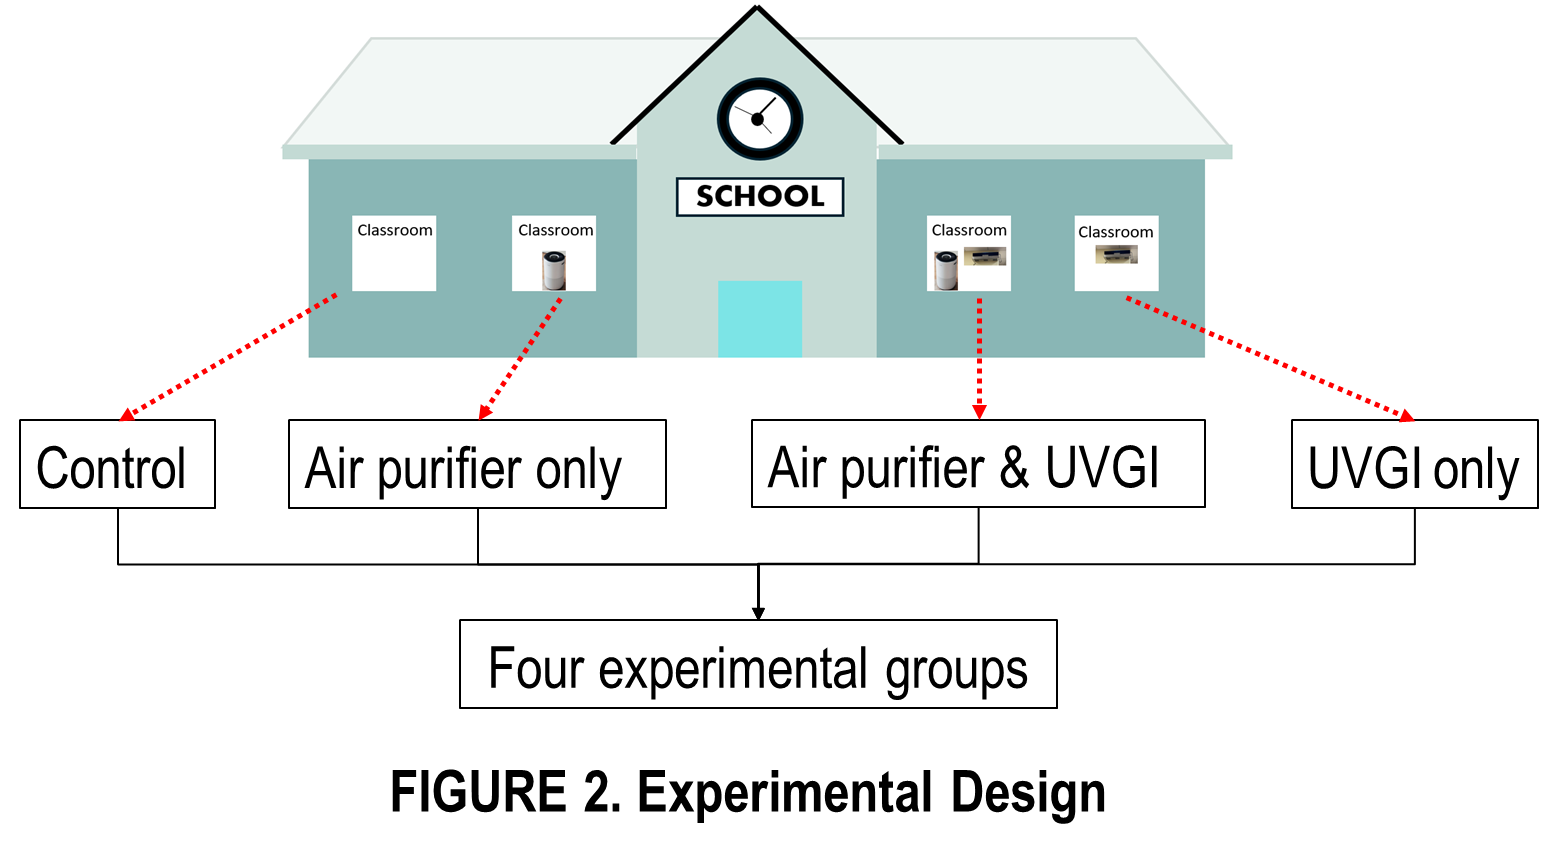 SCHOOL
Classroom
Classroom
Classroom
Classroom
Control
Air purifier only
Air purifier & UVGI
UVGI only
Four experimental groups
FIGURE 2. Experimental Design